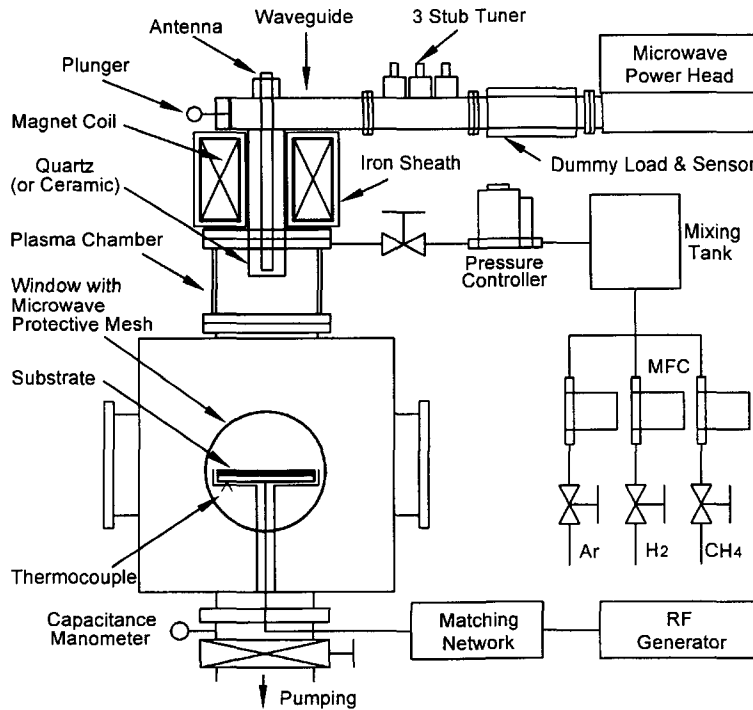 Waveguide
3 Stub Tuner
Antenna
Microwave
Power Head
Plunger
Magnet Coil
Quartz
(or Ceramic)
Iron Sheath
Dummy Load & Sensor
Plasma Chamber
Pressure
Controller
Mixing
Tank
Window with
Microwave
Protective Mesh
MFC
Substrate
Ar
H2
CH4
Thermocouple
Capacitance
Manometer
Matching
Network
RF
Generator
Pumping